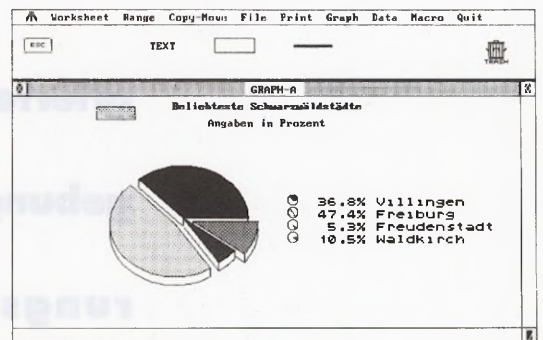 Worksheet Range Copy-Move File Print Graph Data Macro Quit
ESC TEXT
TRASH
GRAPH-A
Beliebteste Schwarzwaldstädte
Angaben in Prozent
36.8% Villingen
47.4% Freiburg
5.3% Freudenstadt
10.5% Waldkirch